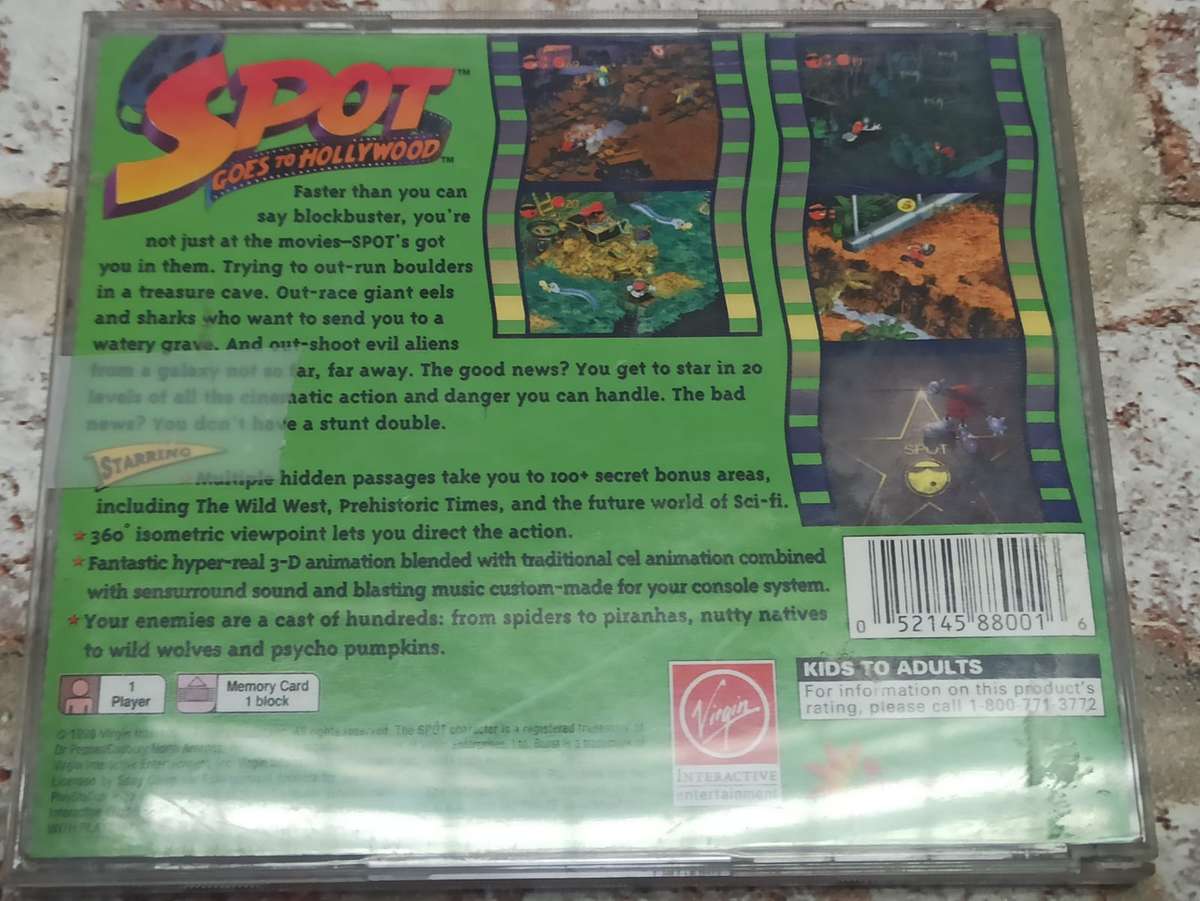 SPOT™
GOES TO HOLLYWOOD™
Faster than you can
say blockbuster, you're
not just at the movies—SPOT's got
you in them. Trying to out-run boulders
in a treasure cave. Out-race giant eels
and sharks who want to send you to a
watery grave. And out-shoot evil aliens
from a galaxy not so far, far away. The good news? You get to star in 20
levels of all the cinematic action and danger you can handle. The bad
news? You don't have a stunt double.
STARRING
Multiple hidden passages take you to 100+ secret bonus areas,
including The Wild West, Prehistoric Times, and the future world of Sci-fi.
★ 360° isometric viewpoint lets you direct the action.
★ Fantastic hyper-real 3-D animation blended with traditional cel animation combined
with sensurround sound and blasting music custom-made for your console system.
★ Your enemies are a cast of hundreds: from spiders to piranhas, nutty natives
to wild wolves and psycho pumpkins.
SPOT
0 52145 88001 6
1
Player
Memory Card
1 block
Virgin
INTERACTIVE
entertainment
KIDS TO ADULTS
For information on this product's
rating, please call 1-800-771-3772
All rights reserved. The SPOT character is a registered